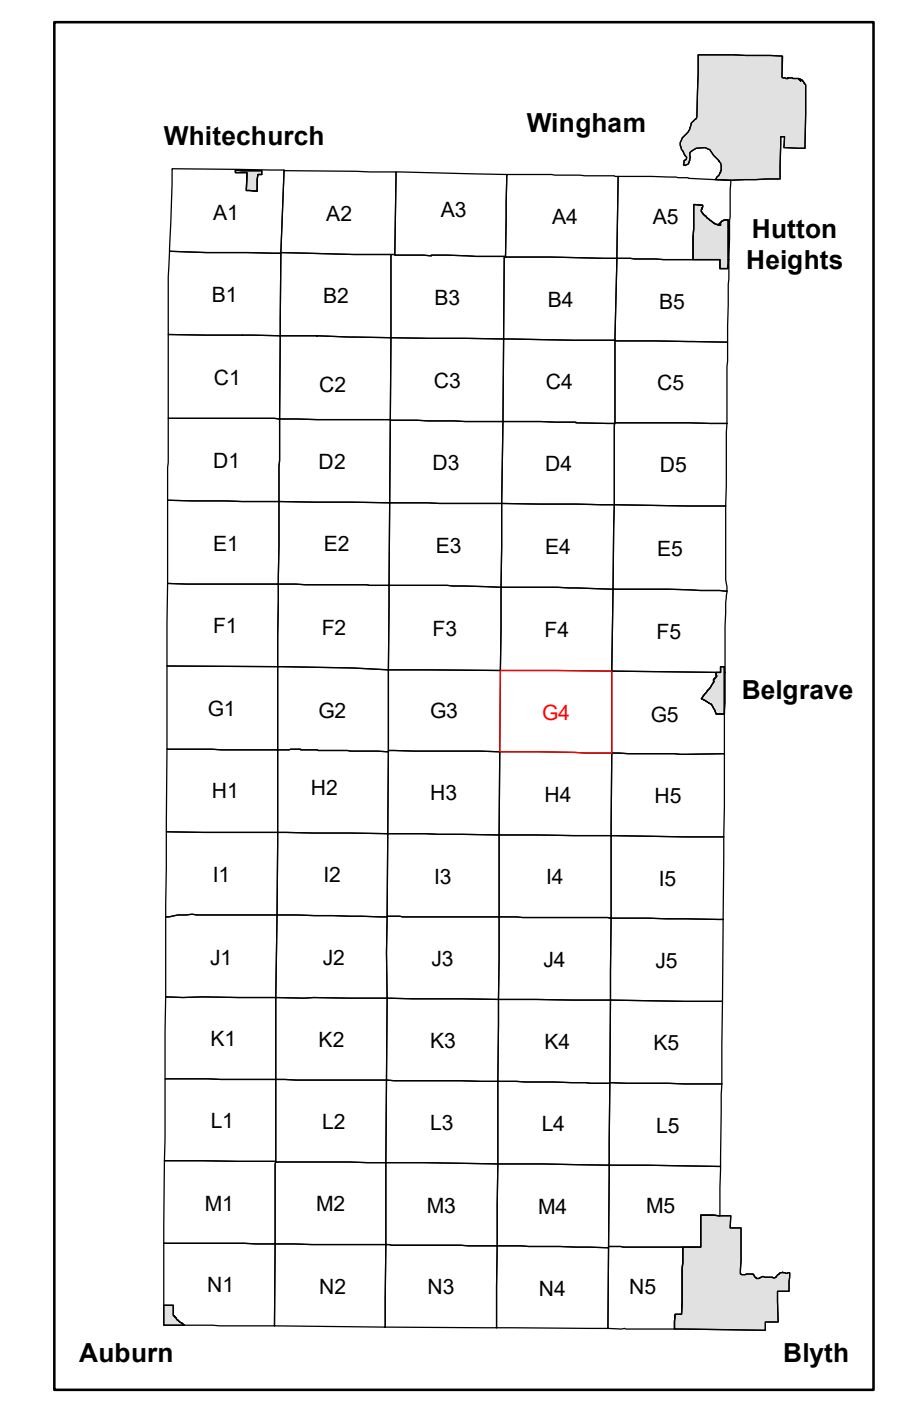 Whitechurch
Wingham
A1 A2 A3 A4 A5
Hutton
Heights
B1 B2 B3 B4 B5
C1 C2 C3 C4 C5
D1 D2 D3 D4 D5
E1 E2 E3 E4 E5
F1 F2 F3 F4 F5
G1 G2 G3 G4 G5
Belgrave
H1 H2 H3 H4 H5
I1 I2 I3 I4 I5
J1 J2 J3 J4 J5
K1 K2 K3 K4 K5
L1 L2 L3 L4 L5
M1 M2 M3 M4 M5
N1 N2 N3 N4 N5
Auburn
Blyth